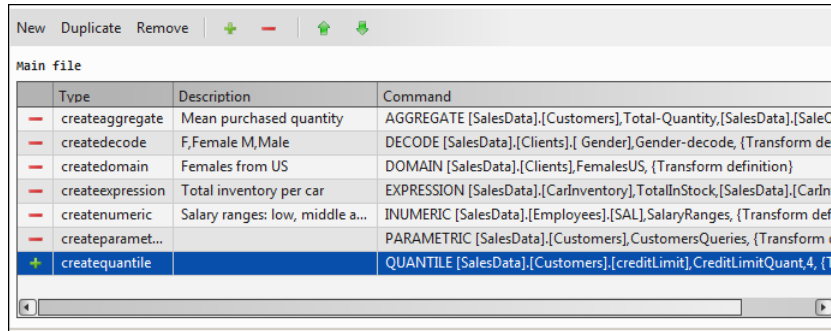 New Duplicate Remove
Main file
Type Description Command
createaggregate Mean purchased quantity AGGREGATE [SalesData].[Customers],Total-Quantity,[SalesData].[SaleO
createdecode F,Female M,Male DECODE [SalesData].[Clients].[ Gender],Gender-decode, {Transform de
createdomain Females from US DOMAIN [SalesData].[Clients],FemalesUS, {Transform definition}
createexpression Total inventory per car EXPRESSION [SalesData].[CarInventory],TotalInStock,[SalesData].[CarIn
createnumeric Salary ranges: low, middle a... INUMERIC [SalesData].[Employees].[SAL],SalaryRanges, {Transform def
createparamet... PARAMETRIC [SalesData].[Customers],CustomersQueries, {Transform
createquantile QUANTILE [SalesData].[Customers].[creditLimit],CreditLimitQuant,4, {T